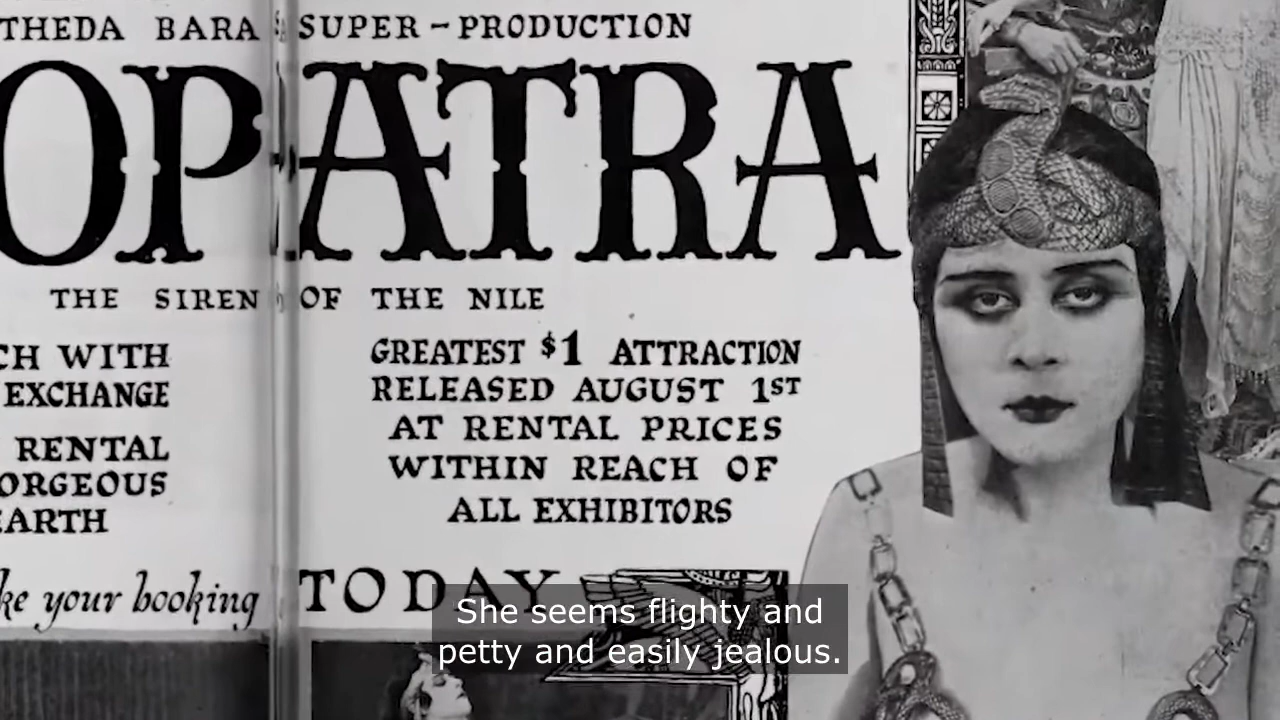 THEDA BARA SUPER-PRODUCTION
OPATRA
THE SIREN OF THE NILE
CH WITH
EXCHANGE
RENTAL
ORGEOUS
EARTH
GREATEST $1 ATTRACTION
RELEASED AUGUST 1ST
AT RENTAL PRICES
WITHIN REACH OF
ALL EXHIBITORS
ke your booking TODAY
She seems flighty and
petty and easily jealous.